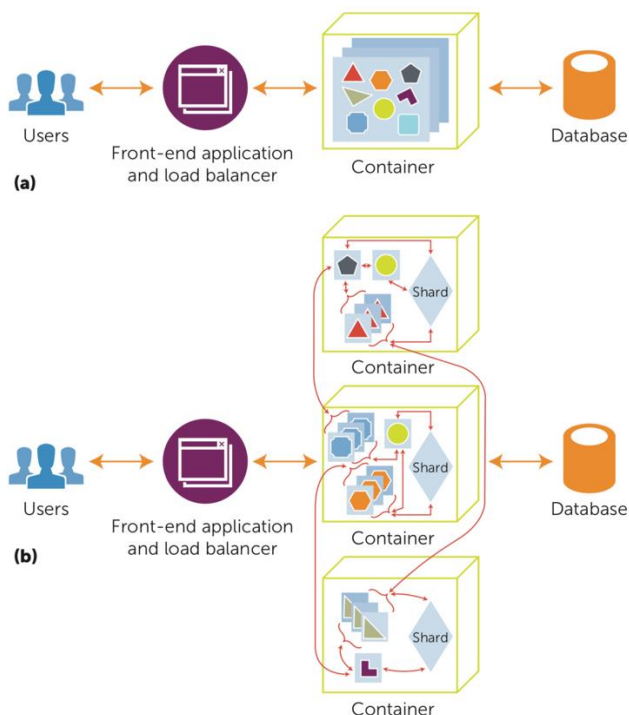 Users
Front-end application
and load balancer
Container
Database
(a)
Shard
Container
Shard
Users
Front-end application
and load balancer
Container
Database
(b)
Shard
Container